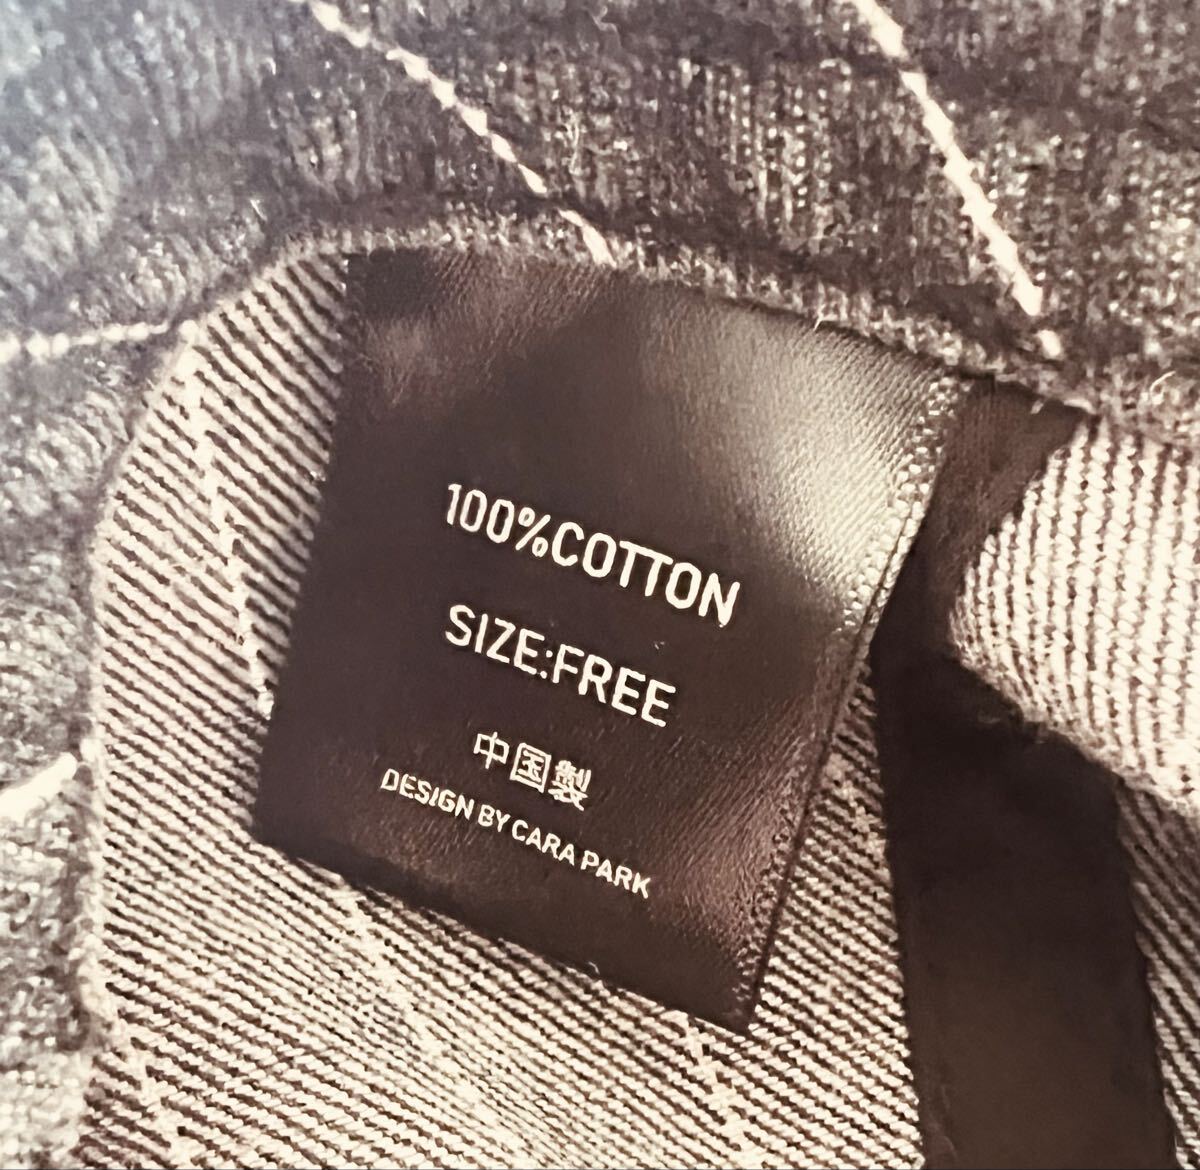 100%COTTON
SIZE:FREE
中国製
DESIGN BY CARA PARK